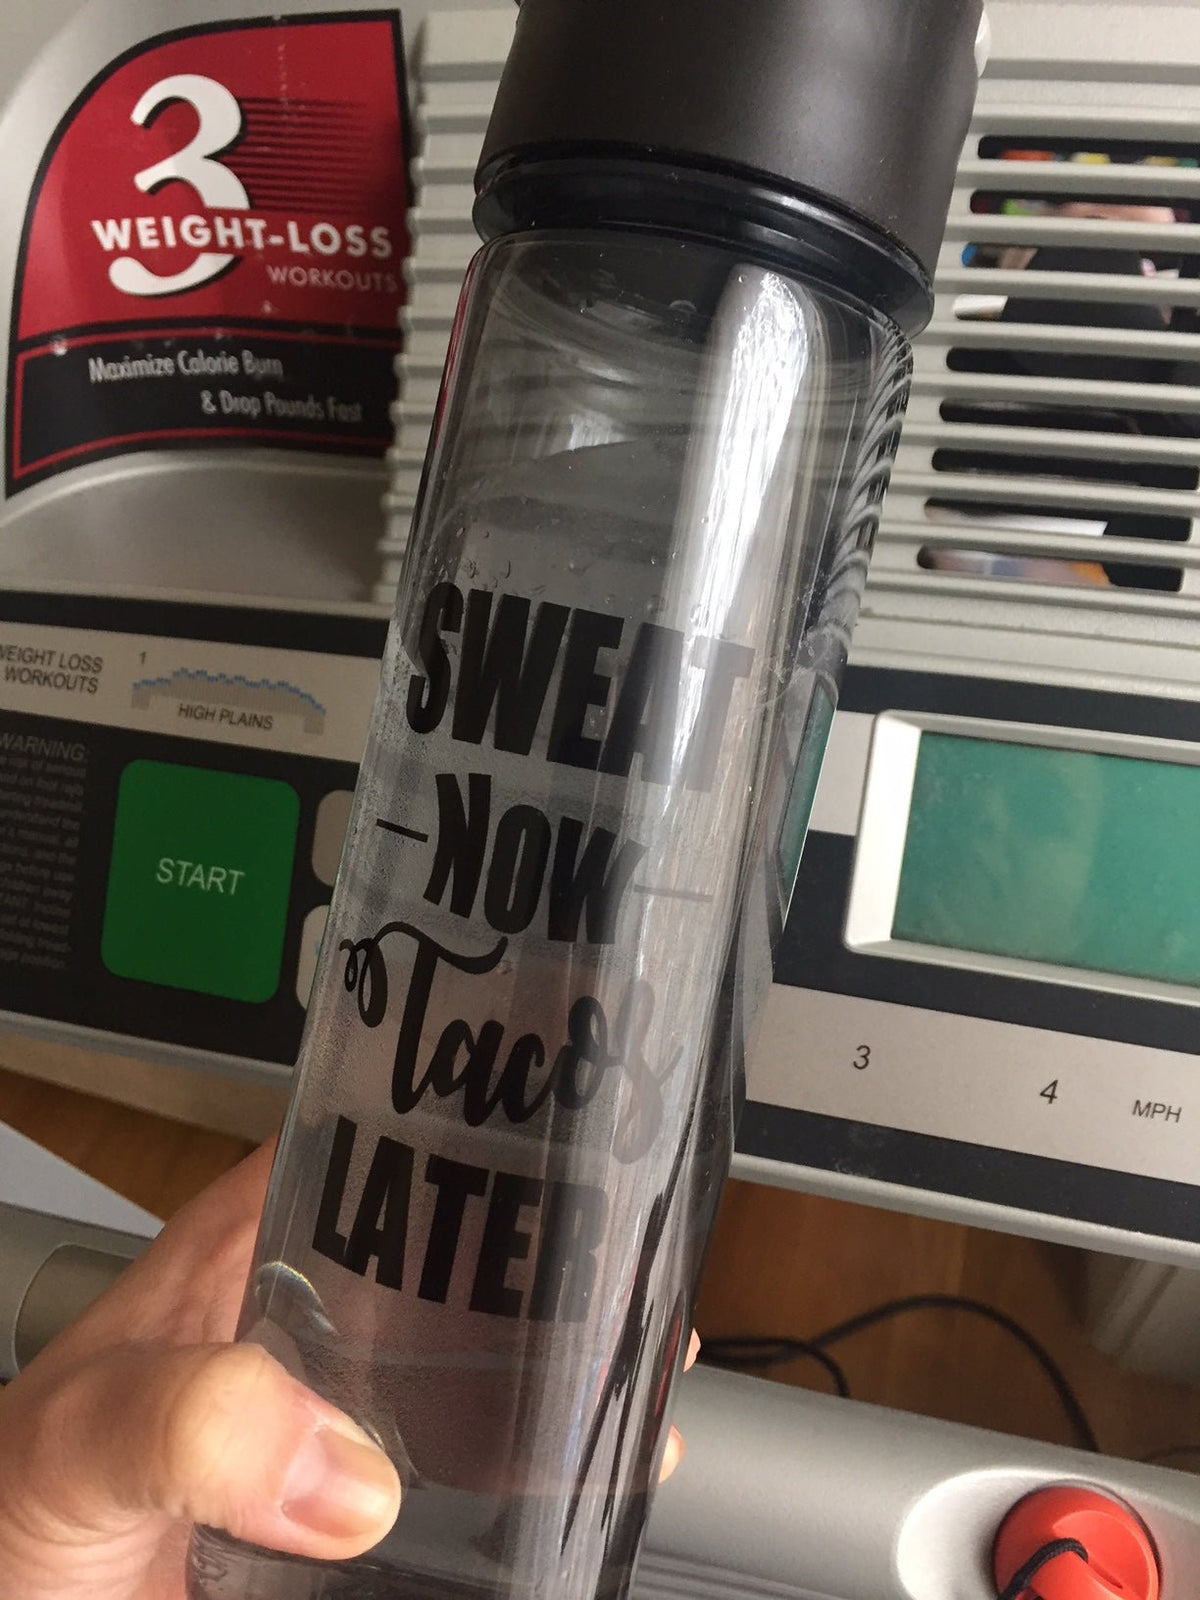 3
WEIGHT-LOSS
WORKOUTS
Maximize Calorie Burn
& Drop Pounds Fast
WEIGHT LOSS
WORKOUTS
1
HIGH PLAINS
WARNING:
START
SWEAT
NOW
Tacos
LATER
3
4
MPH